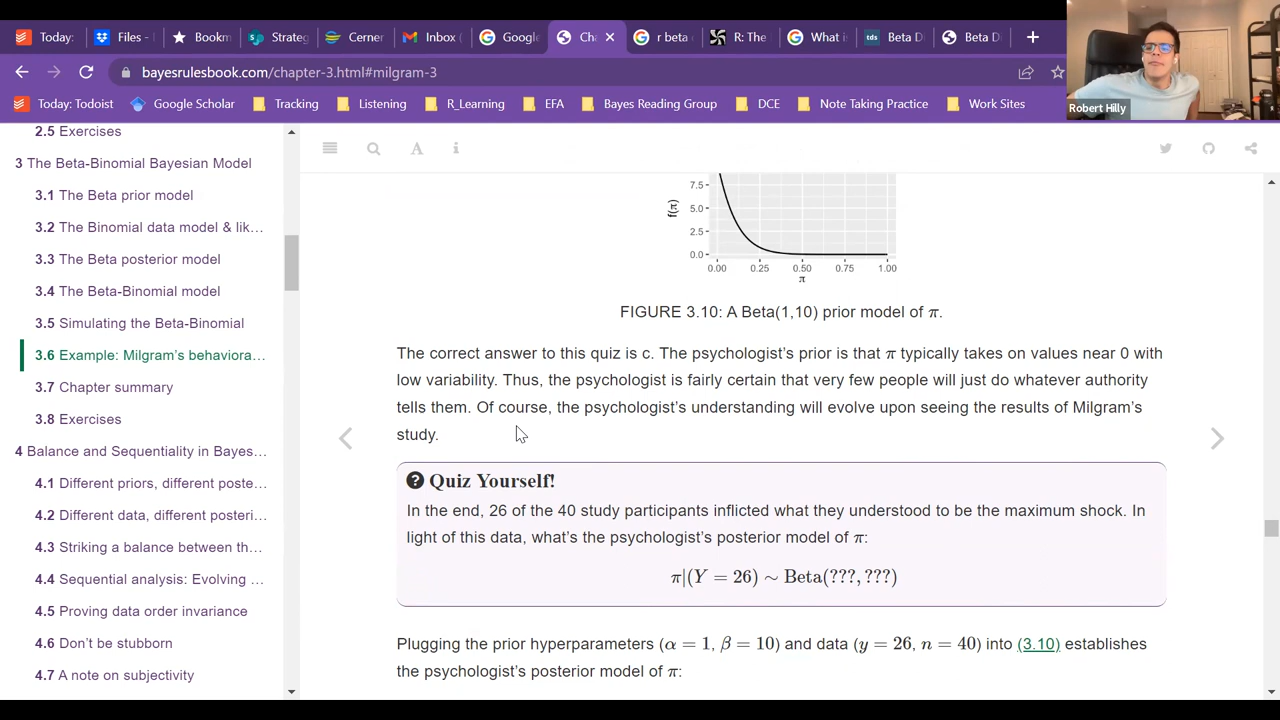 Today:
Files -
Bookm
Strateg
Cerner
Inbox (
Google
Cha
r beta
R: The
What is
tds
Beta D
Beta D
bayesrulesbook.com/chapter-3.html#milgram-3
Today: Todoist
Google Scholar
Tracking
Listening
R_Learning
EFA
Bayes Reading Group
DCE
Note Taking Practice
Work Sites
Robert Hilly
2.5 Exercises
3 The Beta-Binomial Bayesian Model
3.1 The Beta prior model
3.2 The Binomial data model & lik...
3.3 The Beta posterior model
3.4 The Beta-Binomial model
3.5 Simulating the Beta-Binomial
3.6 Example: Milgram's behaviora...
3.7 Chapter summary
3.8 Exercises
4 Balance and Sequentiality in Bayes...
4.1 Different priors, different poste...
4.2 Different data, different posteri...
4.3 Striking a balance between th...
4.4 Sequential analysis: Evolving ...
4.5 Proving data order invariance
4.6 Don't be stubborn
4.7 A note on subjectivity
A
f(π)
7.5
5.0
2.5
0.0
0.00 0.25 0.50 0.75 1.00
π
FIGURE 3.10: A Beta(1,10) prior model of π.
The correct answer to this quiz is c. The psychologist's prior is that π typically takes on values near 0 with
low variability. Thus, the psychologist is fairly certain that very few people will just do whatever authority
tells them. Of course, the psychologist's understanding will evolve upon seeing the results of Milgram's
study.
? Quiz Yourself!
In the end, 26 of the 40 study participants inflicted what they understood to be the maximum shock. In
light of this data, what's the psychologist's posterior model of π:
π|(Y = 26) ∼ Beta(???, ???)
Plugging the prior hyperparameters (α = 1, β = 10) and data (y = 26, n = 40) into (3.10) establishes
the psychologist's posterior model of π: